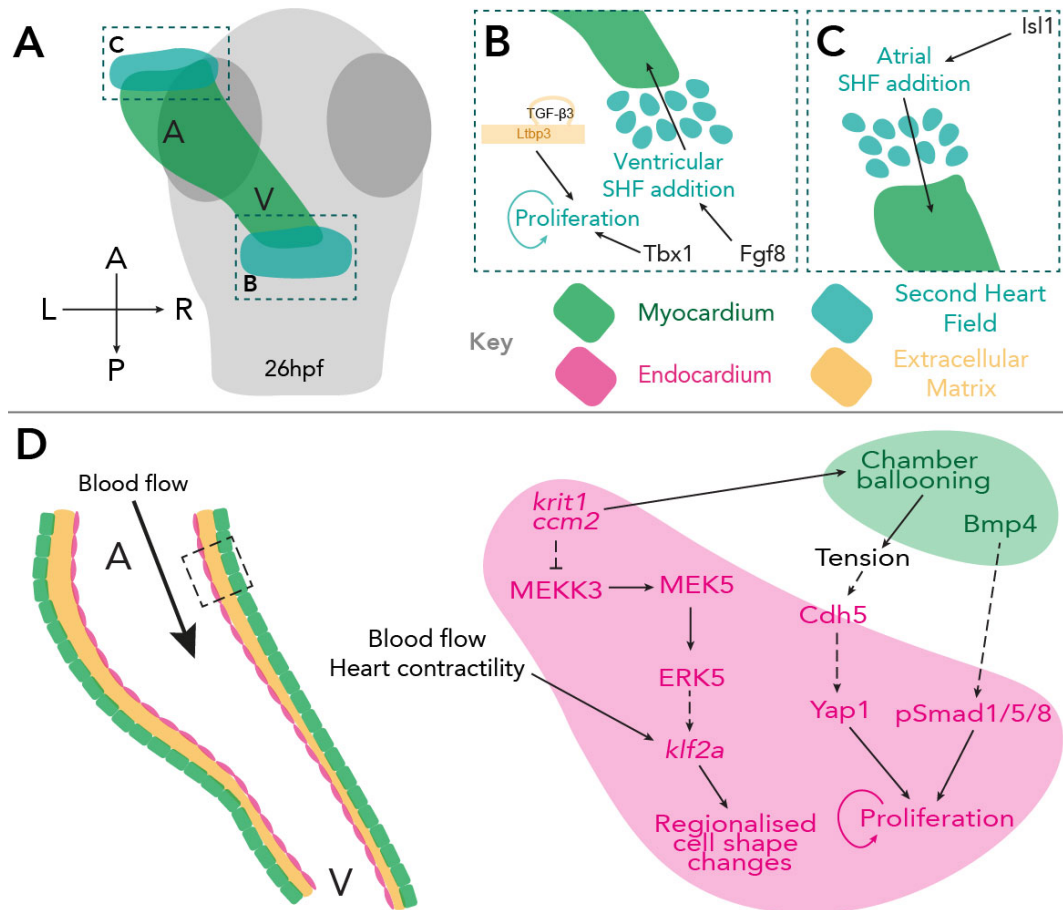 A
C
A
V
B
A
L
R
P
26hpf
B
TGF-β3
Ltbp3
Ventricular
SHF addition
Proliferation
Tbx1
Fgf8
C
Isl1
Atrial
SHF addition
Key
Myocardium
Second Heart
Field
Endocardium
Extracellular
Matrix
D
Blood flow
A
V
krit1
ccm2
MEKK3
MEK5
ERK5
Blood flow
Heart contractility
klf2a
Regionalised
cell shape
changes
Chamber
ballooning
Bmp4
Tension
Cdh5
Yap1
pSmad1/5/8
Proliferation